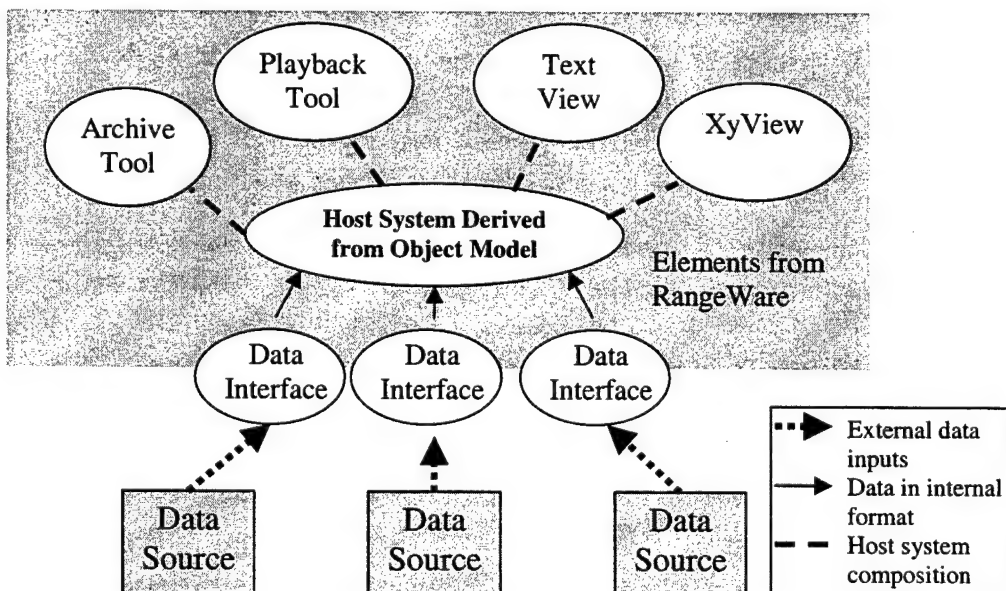 Playback
Tool
Text
View
Archive
Tool
XyView
Host System Derived
from Object Model
Elements from
RangeWare
Data
Interface
Data
Interface
Data
Interface
Data
Source
Data
Source
Data
Source
External data
inputs
Data in internal
format
Host system
composition